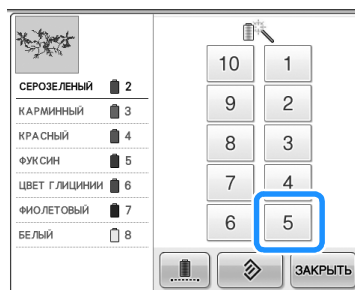 СЕРОЗЕЛЕНЫЙ 2
КАРМИННЫЙ 3
КРАСНЫЙ 4
ФУКСИН 5
ЦВЕТ ГЛИЦИНИИ 6
ФИОЛЕТОВЫЙ 7
БЕЛЫЙ 8
10 1
9 2
8 3
7 4
6 5
ЗАКРЫТЬ